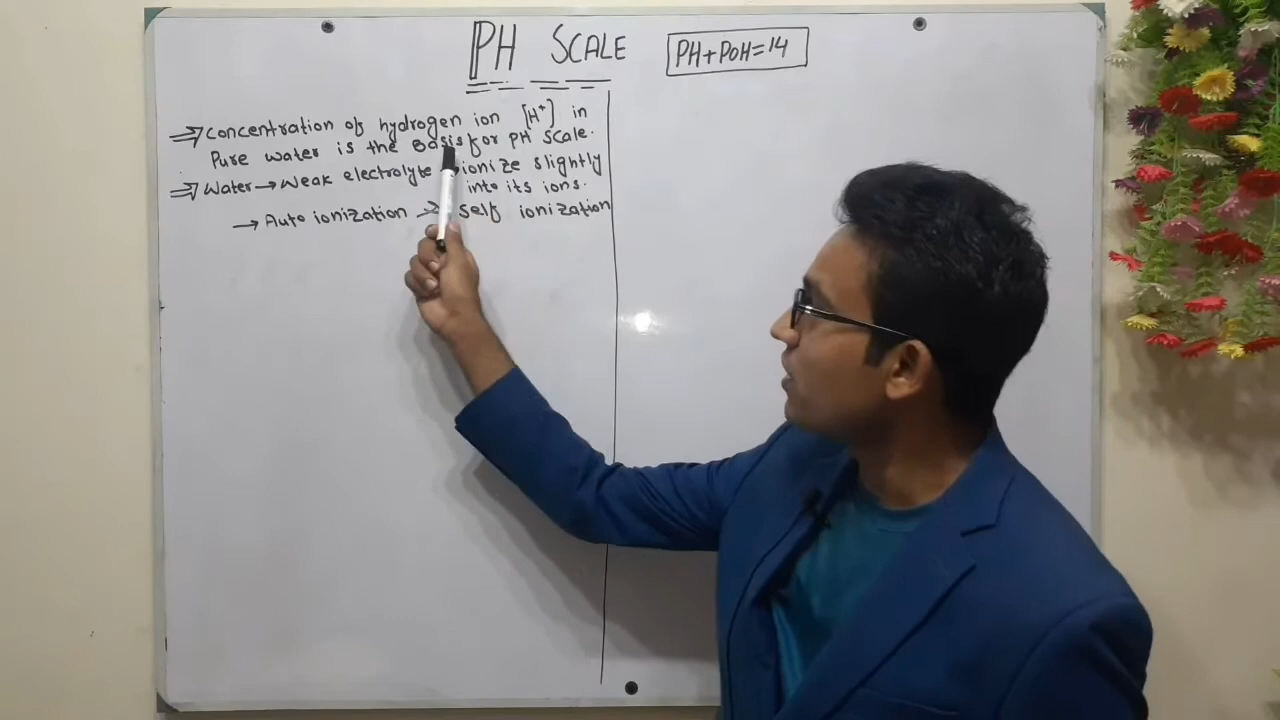 PH SCALE
PH+POH=14
⇒ Concentration of hydrogen ion [H⁺] in
Pure water is the Basis for PH scale.
⇒ Water → Weak electrolyte ionize slightly
into its ions.
→ Auto ionization → self ionization